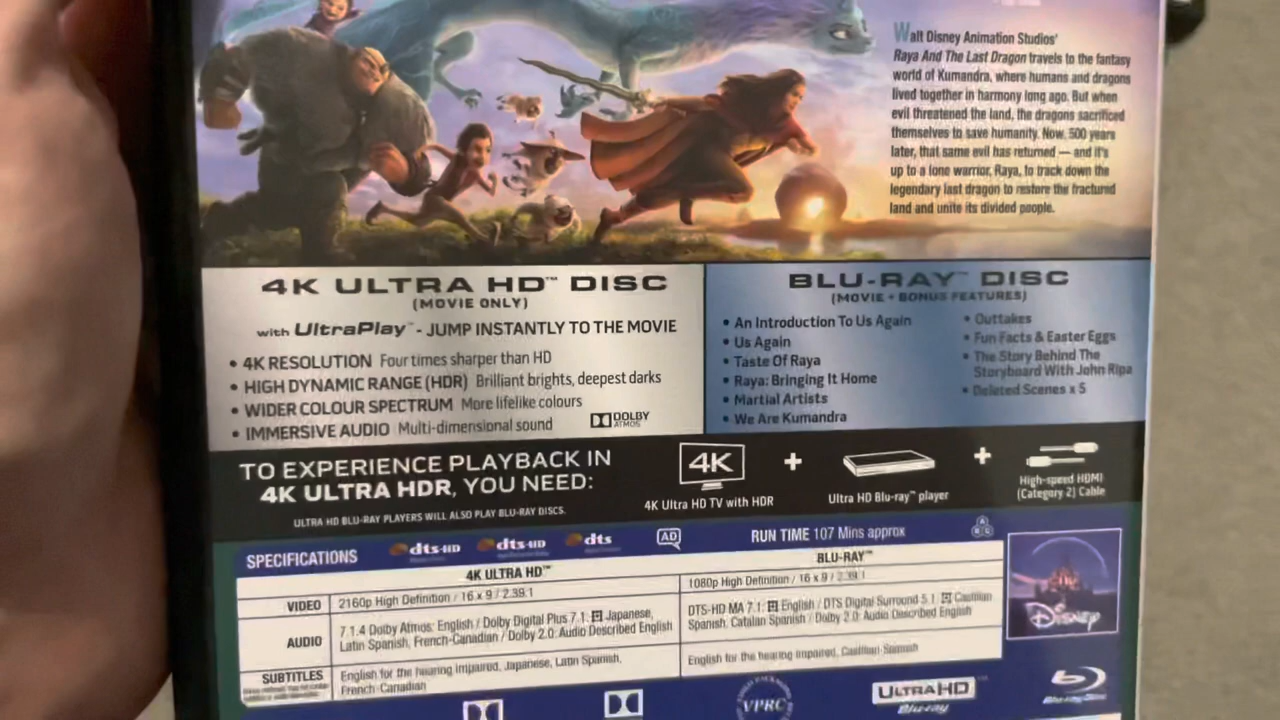 Walt Disney Animation Studios'
Raya And The Last Dragon travels to the fantasy
world of Kumandra, where humans and dragons
lived together in harmony long ago. But when
evil threatened the land, the dragons sacrificed
themselves to save humanity. Now, 500 years
later, that same evil has returned — and it's
up to a lone warrior, Raya, to track down the
legendary last dragon to restore the fractured
land and unite its divided people.
4K ULTRA HD™ DISC
(MOVIE ONLY)
with UltraPlay™ - JUMP INSTANTLY TO THE MOVIE
• 4K RESOLUTION Four times sharper than HD
• HIGH DYNAMIC RANGE (HDR) Brilliant brights, deepest darks
• WIDER COLOUR SPECTRUM More lifelike colours
• IMMERSIVE AUDIO Multi-dimensional sound
DOLBY
ATMOS
BLU-RAY™ DISC
(MOVIE + BONUS FEATURES)
• An Introduction To Us Again
• Us Again
• Taste Of Raya
• Raya: Bringing It Home
• Martial Artists
• We Are Kumandra
• Outtakes
• Fun Facts & Easter Eggs
• The Story Behind The
Storyboard With John Ripa
• Deleted Scenes x 5
TO EXPERIENCE PLAYBACK IN
4K ULTRA HDR, YOU NEED:
ULTRA HD BLU-RAY PLAYERS WILL ALSO PLAY BLU-RAY DISCS.
4K
4K Ultra HD TV with HDR
+
Ultra HD Blu-ray™ player
+
High-speed HDMI
(Category 2) Cable
SPECIFICATIONS
dts-HD
dts-HD
dts
AD
RUN TIME 107 Mins approx
4K ULTRA HD™
BLU-RAY™
VIDEO
2160p High Definition / 16 x 9 / 2.39:1
1080p High Definition / 16 x 9 / 2.39:1
AUDIO
7.1.4 Dolby Atmos: English / Dolby Digital Plus 7.1: Japanese,
Latin Spanish, French-Canadian / Dolby 2.0: Audio Described English
DTS-HD MA 7.1: English / DTS Digital Surround 5.1: Castilian
Spanish, Catalan Spanish / Dolby 2.0: Audio Described English
SUBTITLES
English for the hearing impaired, Japanese, Latin Spanish,
French-Canadian
English for the hearing impaired, Castilian Spanish
Disney
VPRC
ULTRA HD
Blu-ray
Blu-ray Disc